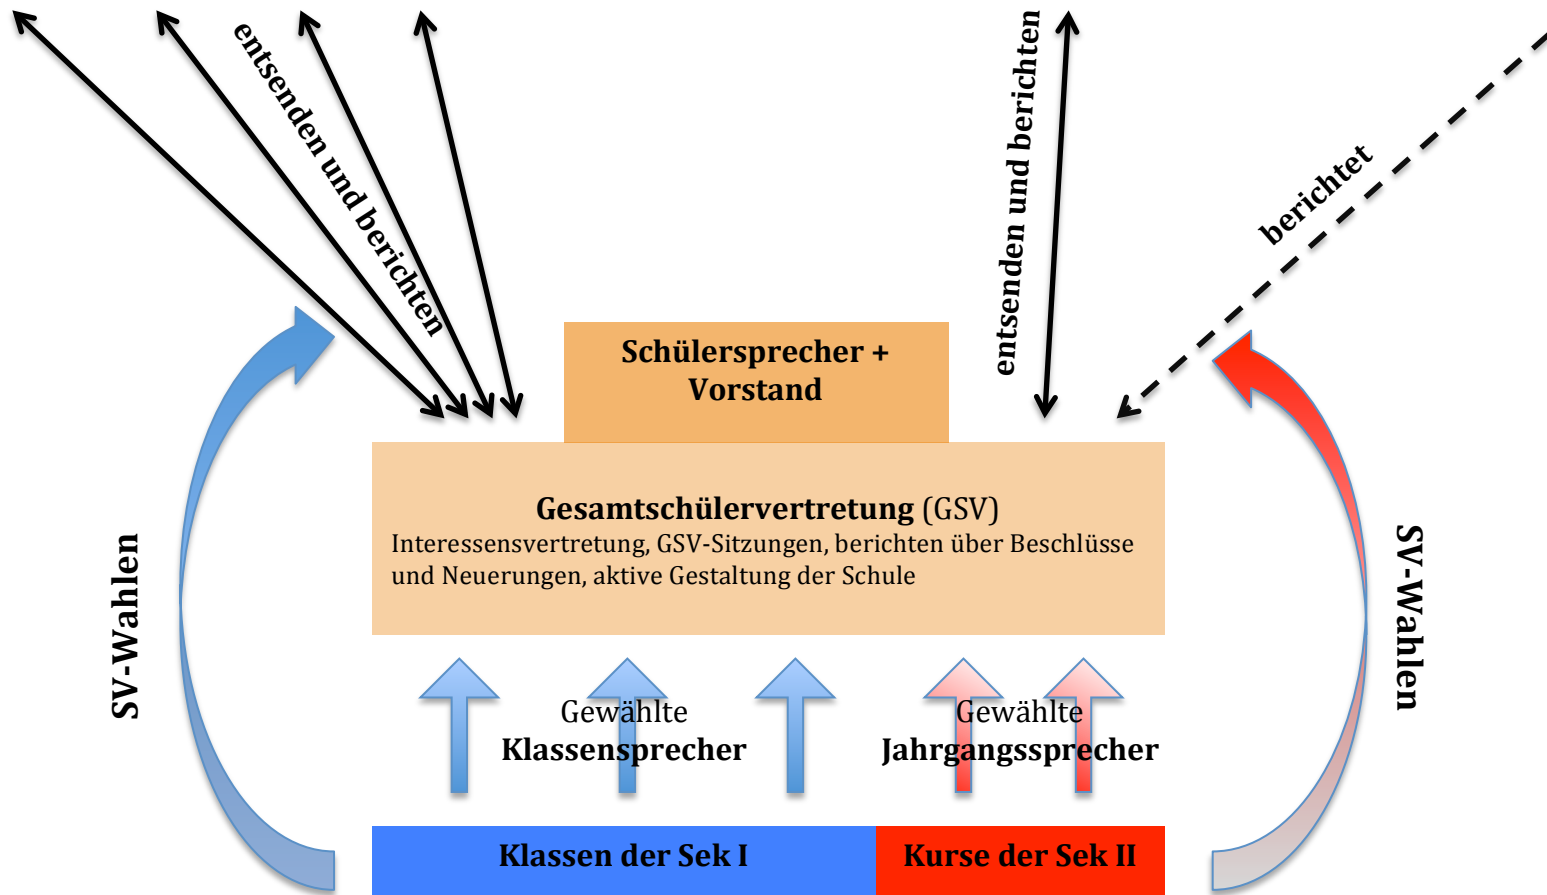 entsenden und berichten
entsenden und berichten
berichtet
Schülersprecher +
Vorstand
Gesamtschülervertretung (GSV)
Interessensvertretung, GSV-Sitzungen, berichten über Beschlüsse
und Neuerungen, aktive Gestaltung der Schule
SV-Wahlen
SV-Wahlen
Gewählte
Klassensprecher
Gewählte
Jahrgangssprecher
Klassen der Sek I
Kurse der Sek II